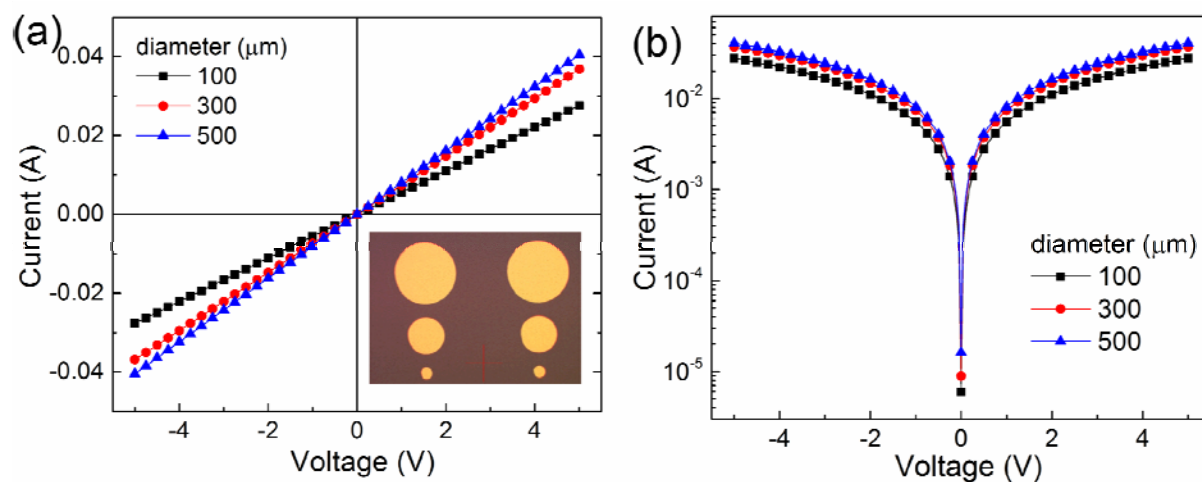 (a)
diameter (μm)
100
300
500
0.04
0.02
0.00
-0.02
-0.04
Current (A)
-4 -2 0 2 4
Voltage (V)
(b)
10⁻²
10⁻³
10⁻⁴
10⁻⁵
Current (A)
diameter (μm)
100
300
500
-4 -2 0 2 4
Voltage (V)